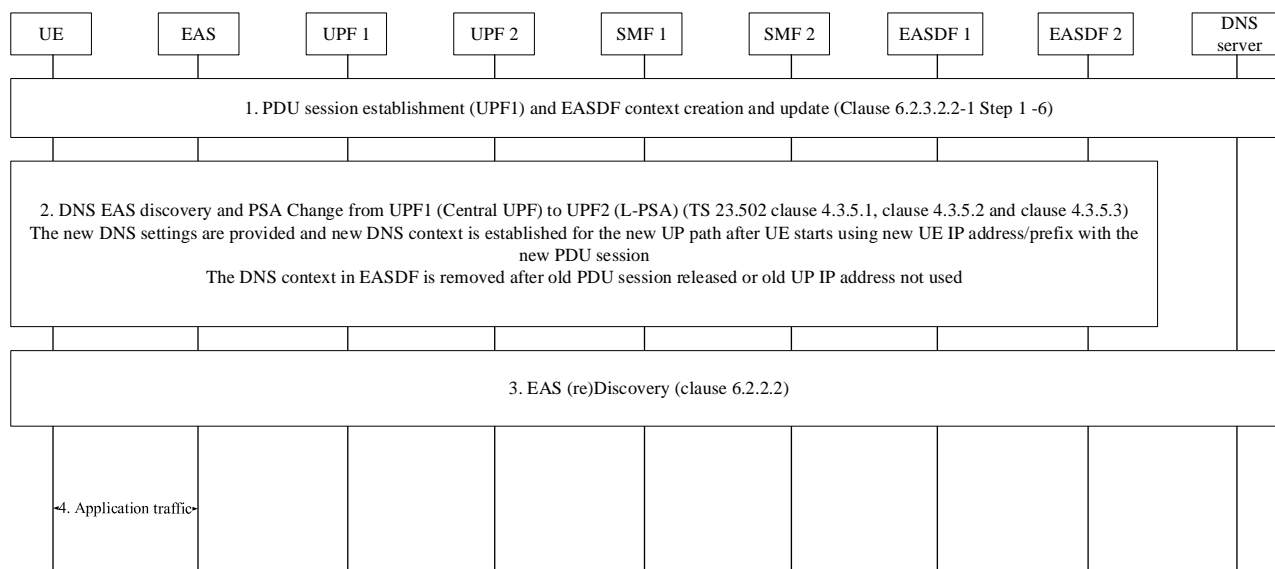 UE
EAS
UPF 1
UPF 2
SMF 1
SMF 2
EASDF 1
EASDF 2
DNS
server
1. PDU session establishment (UPF1) and EASDF context creation and update (Clause 6.2.3.2.2-1 Step 1 -6)
2. DNS EAS discovery and PSA Change from UPF1 (Central UPF) to UPF2 (L-PSA) (TS 23.502 clause 4.3.5.1, clause 4.3.5.2 and clause 4.3.5.3)
The new DNS settings are provided and new DNS context is established for the new UP path after UE starts using new UE IP address/prefix with the
new PDU session
The DNS context in EASDF is removed after old PDU session released or old UP IP address not used
3. EAS (re)Discovery (clause 6.2.2.2)
4. Application traffic